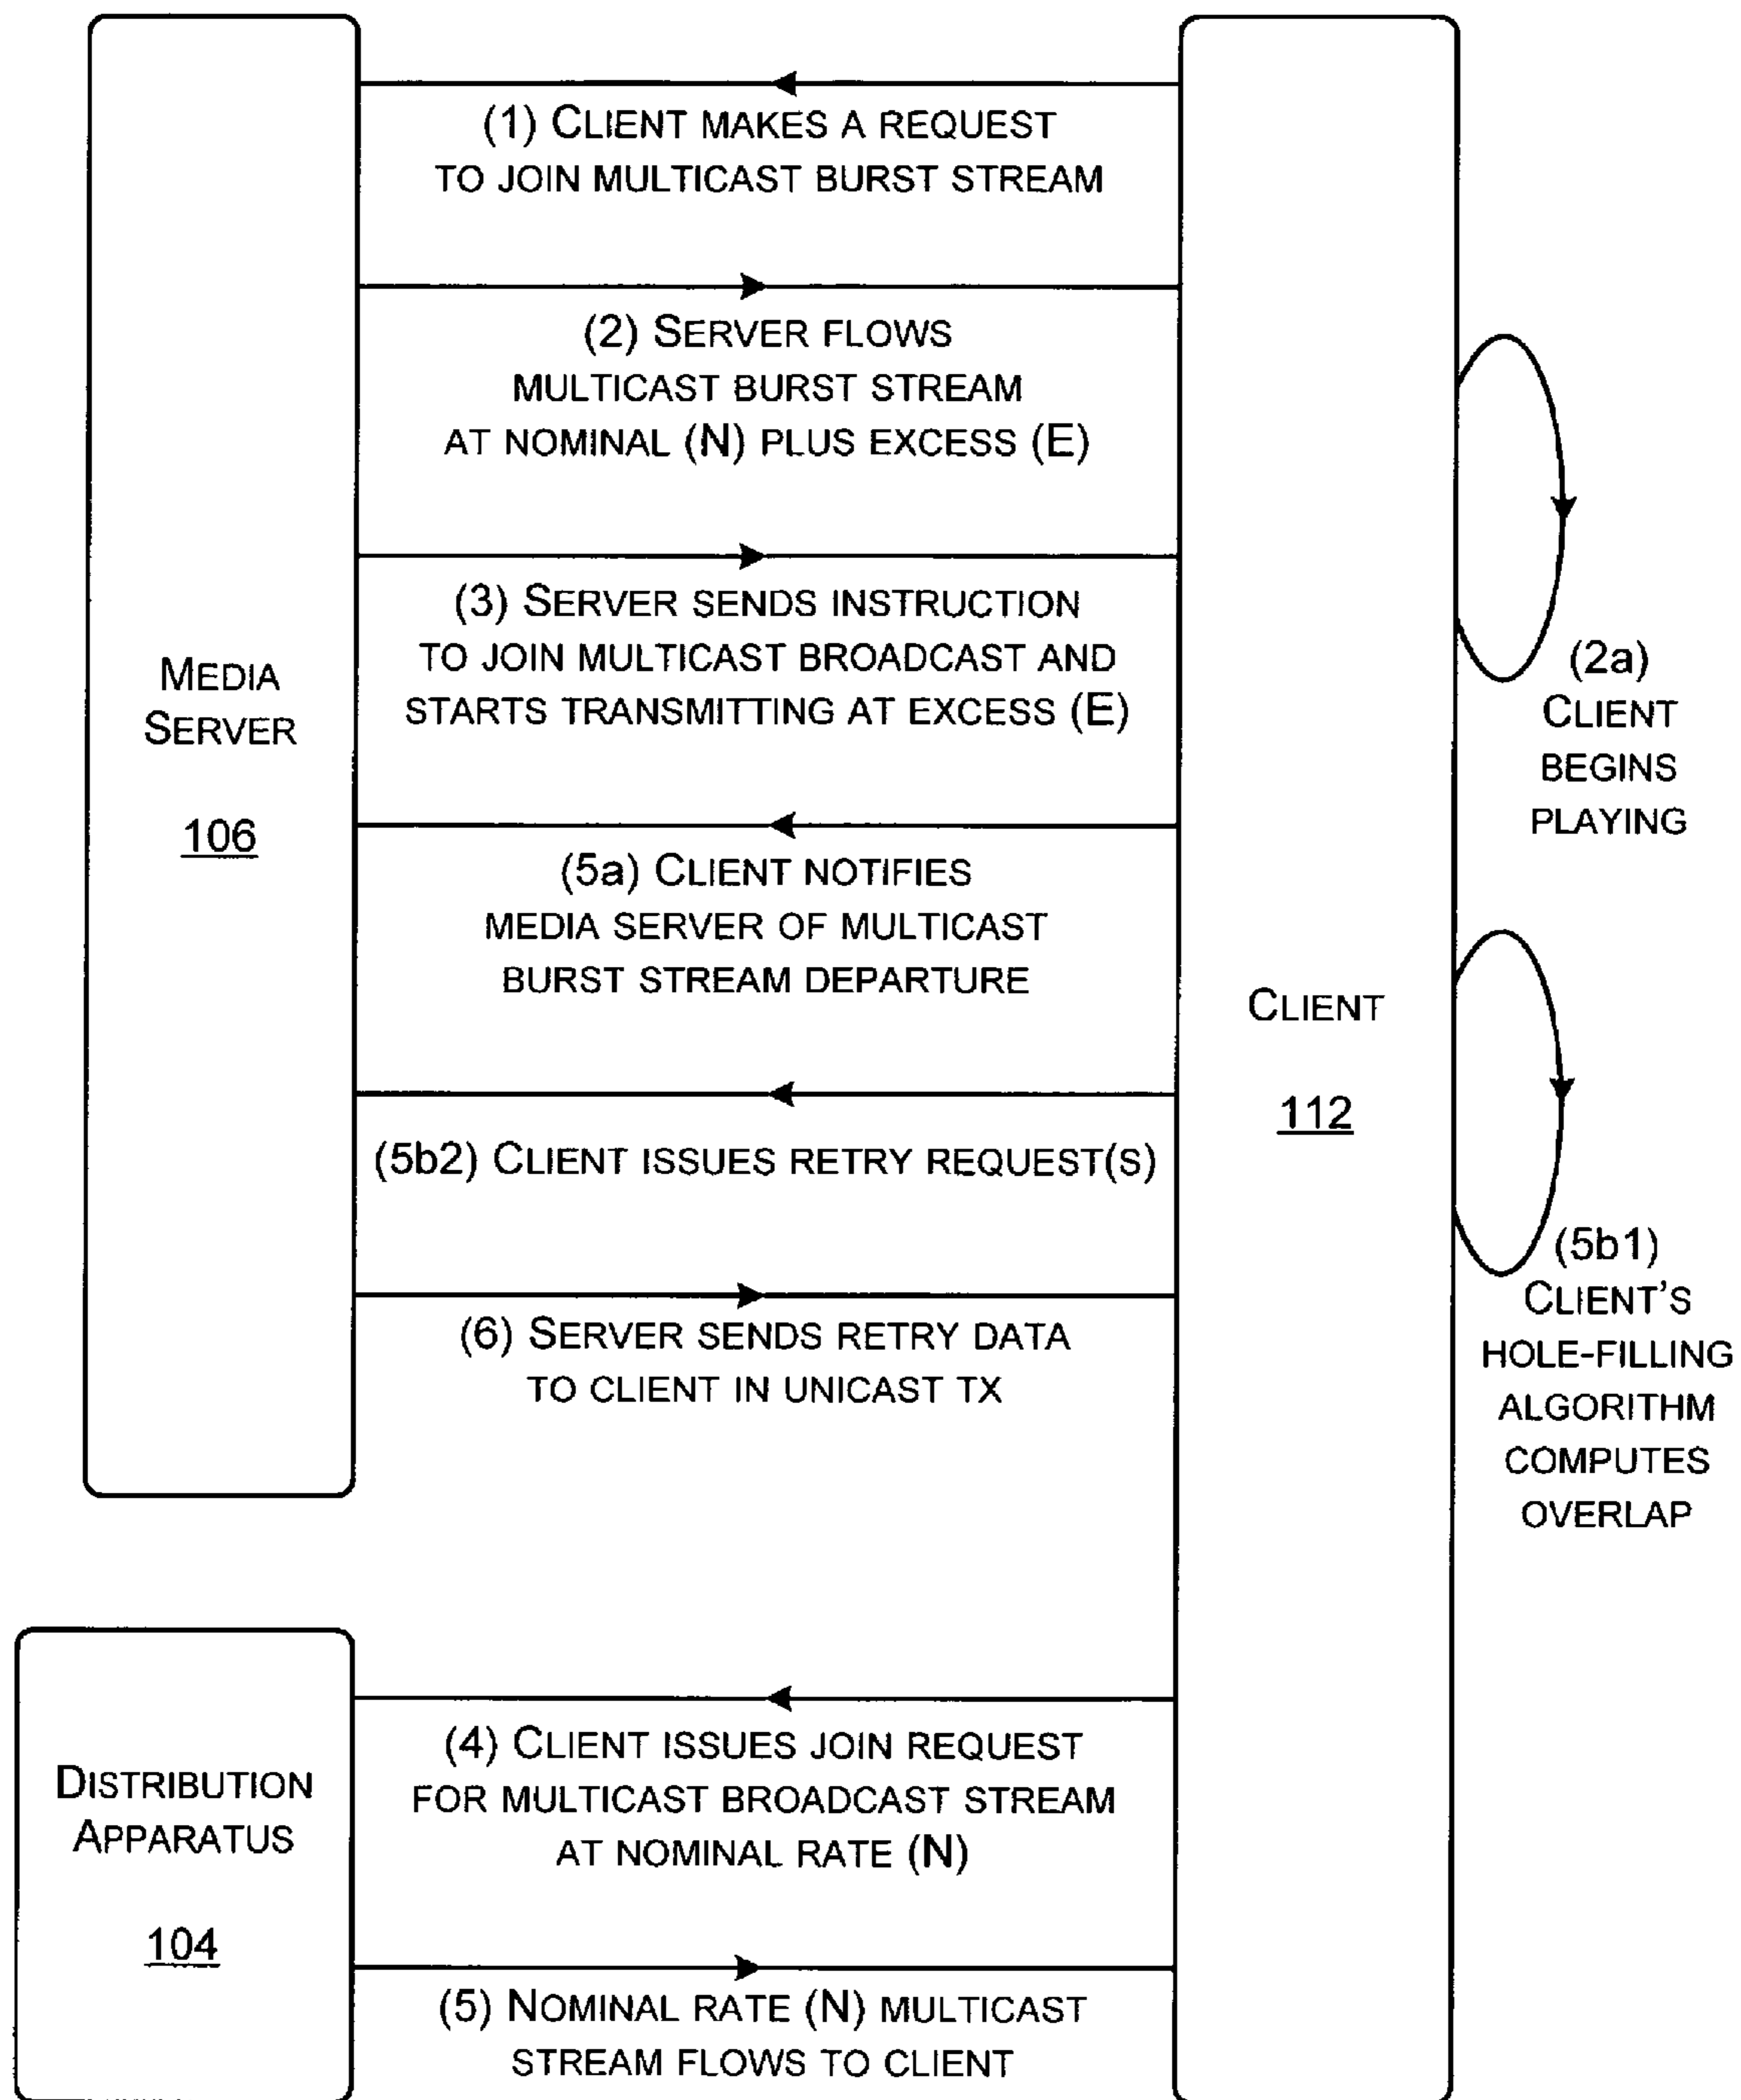 (1) CLIENT MAKES A REQUEST
TO JOIN MULTICAST BURST STREAM
(2) SERVER FLOWS
MULTICAST BURST STREAM
AT NOMINAL (N) PLUS EXCESS (E)
(3) SERVER SENDS INSTRUCTION
TO JOIN MULTICAST BROADCAST AND
STARTS TRANSMITTING AT EXCESS (E)
MEDIA
SERVER
106
(2a)
CLIENT
BEGINS
PLAYING
(5a) CLIENT NOTIFIES
MEDIA SERVER OF MULTICAST
BURST STREAM DEPARTURE
CLIENT
112
(5b2) CLIENT ISSUES RETRY REQUEST(S)
(5b1)
CLIENT'S
HOLE-FILLING
ALGORITHM
COMPUTES
OVERLAP
(6) SERVER SENDS RETRY DATA
TO CLIENT IN UNICAST TX
DISTRIBUTION
APPARATUS
104
(4) CLIENT ISSUES JOIN REQUEST
FOR MULTICAST BROADCAST STREAM
AT NOMINAL RATE (N)
(5) NOMINAL RATE (N) MULTICAST
STREAM FLOWS TO CLIENT